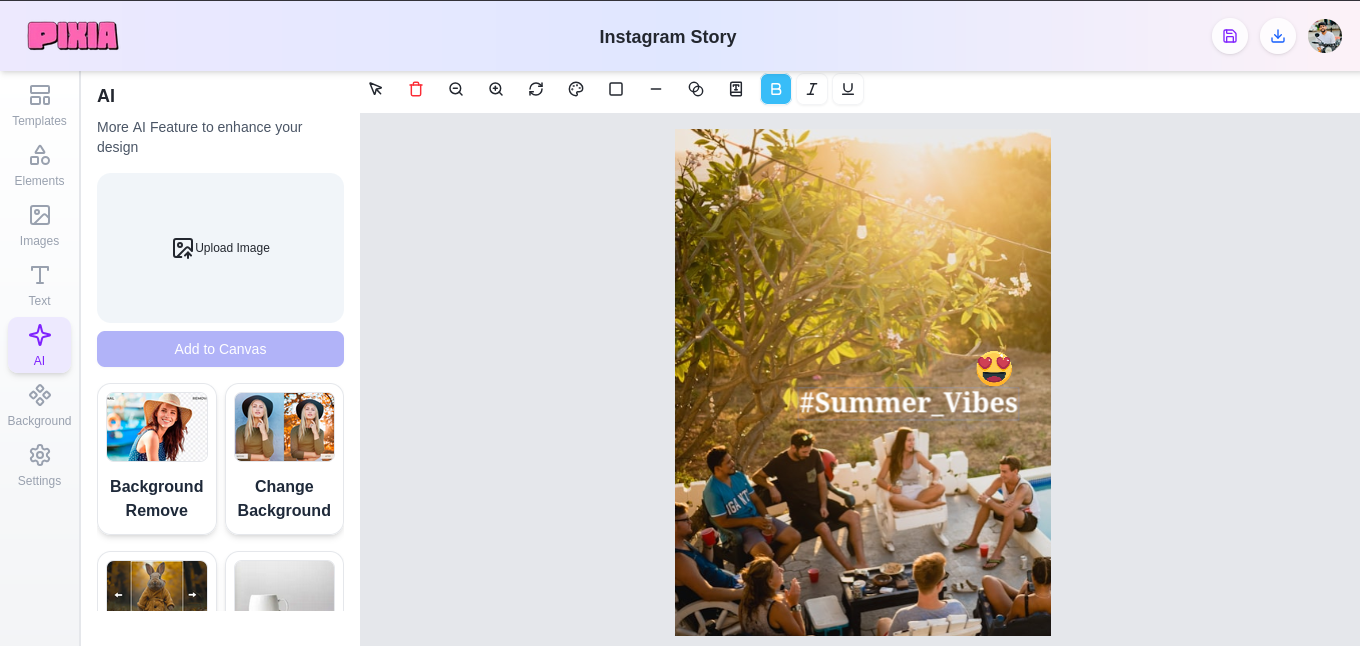 PIXIA
Instagram Story
Templates
Elements
Images
Text
AI
Background
Settings
AI
More AI Feature to enhance your
design
Upload Image
Add to Canvas
Background
Remove
Change
Background
B
I
U
#Summer_Vibes